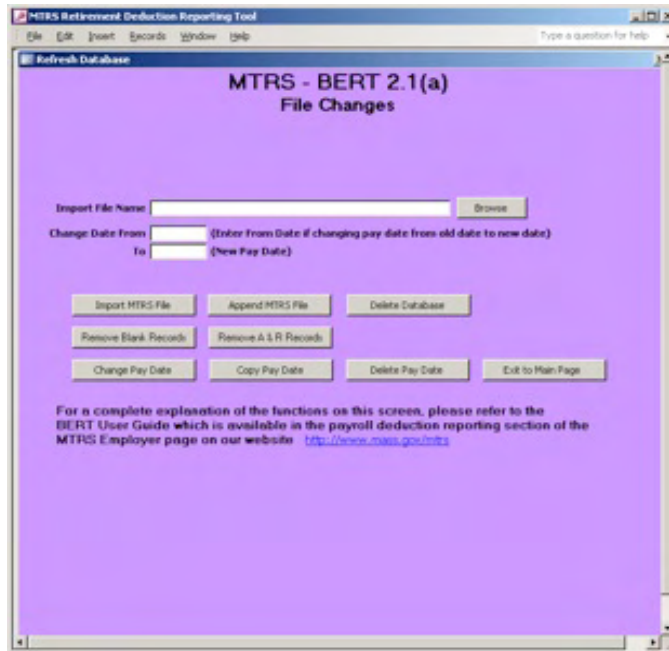 MTRS Retirement Deduction Reporting Tool
File Edit Insert Records Window Help Type a question for help
Refresh Database
MTRS - BERT 2.1(a)
File Changes
Import File Name Browse
Change Date From (Enter From Date if changing pay date from old date to new date)
To (New Pay Date)
Import MTRS File Append MTRS File Delete Database
Remove Blank Records Remove A & R Records
Change Pay Date Copy Pay Date Delete Pay Date Exit to Main Page
For a complete explanation of the functions on this screen, please refer to the
BERT User Guide which is available in the payroll deduction reporting section of the
MTRS Employer page on our website http://www.mass.gov/mtrs